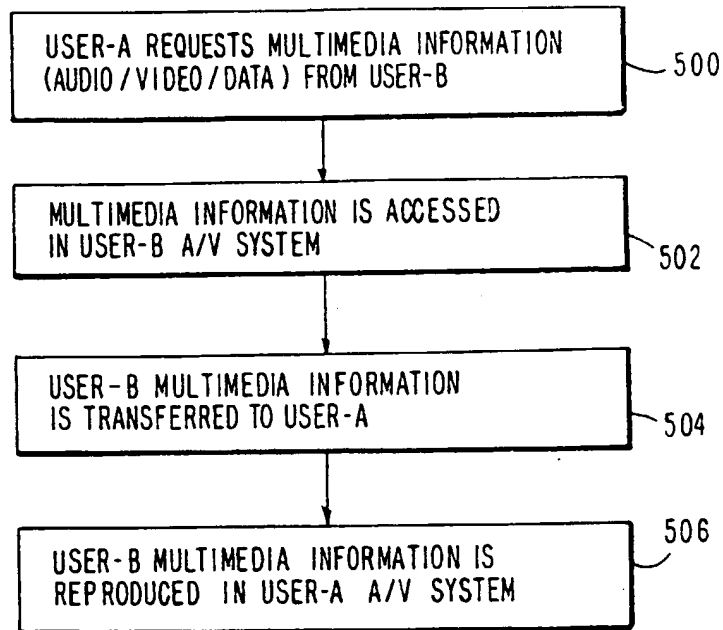 USER-A REQUESTS MULTIMEDIA INFORMATION
(AUDIO/VIDEO/DATA) FROM USER-B
500
MULTIMEDIA INFORMATION IS ACCESSED
IN USER-B A/V SYSTEM
502
USER-B MULTIMEDIA INFORMATION
IS TRANSFERRED TO USER-A
504
USER-B MULTIMEDIA INFORMATION IS
REPRODUCED IN USER-A A/V SYSTEM
506